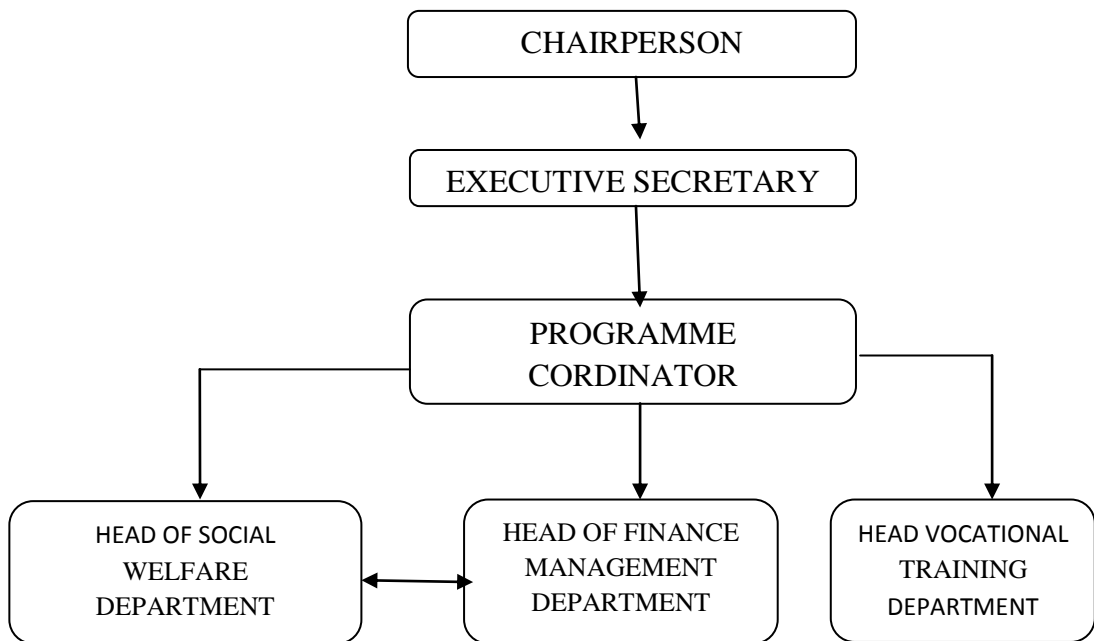 CHAIRPERSON
EXECUTIVE SECRETARY
PROGRAMME
CORDINATOR
HEAD OF SOCIAL
WELFARE
DEPARTMENT
HEAD OF FINANCE
MANAGEMENT
DEPARTMENT
HEAD VOCATIONAL
TRAINING
DEPARTMENT